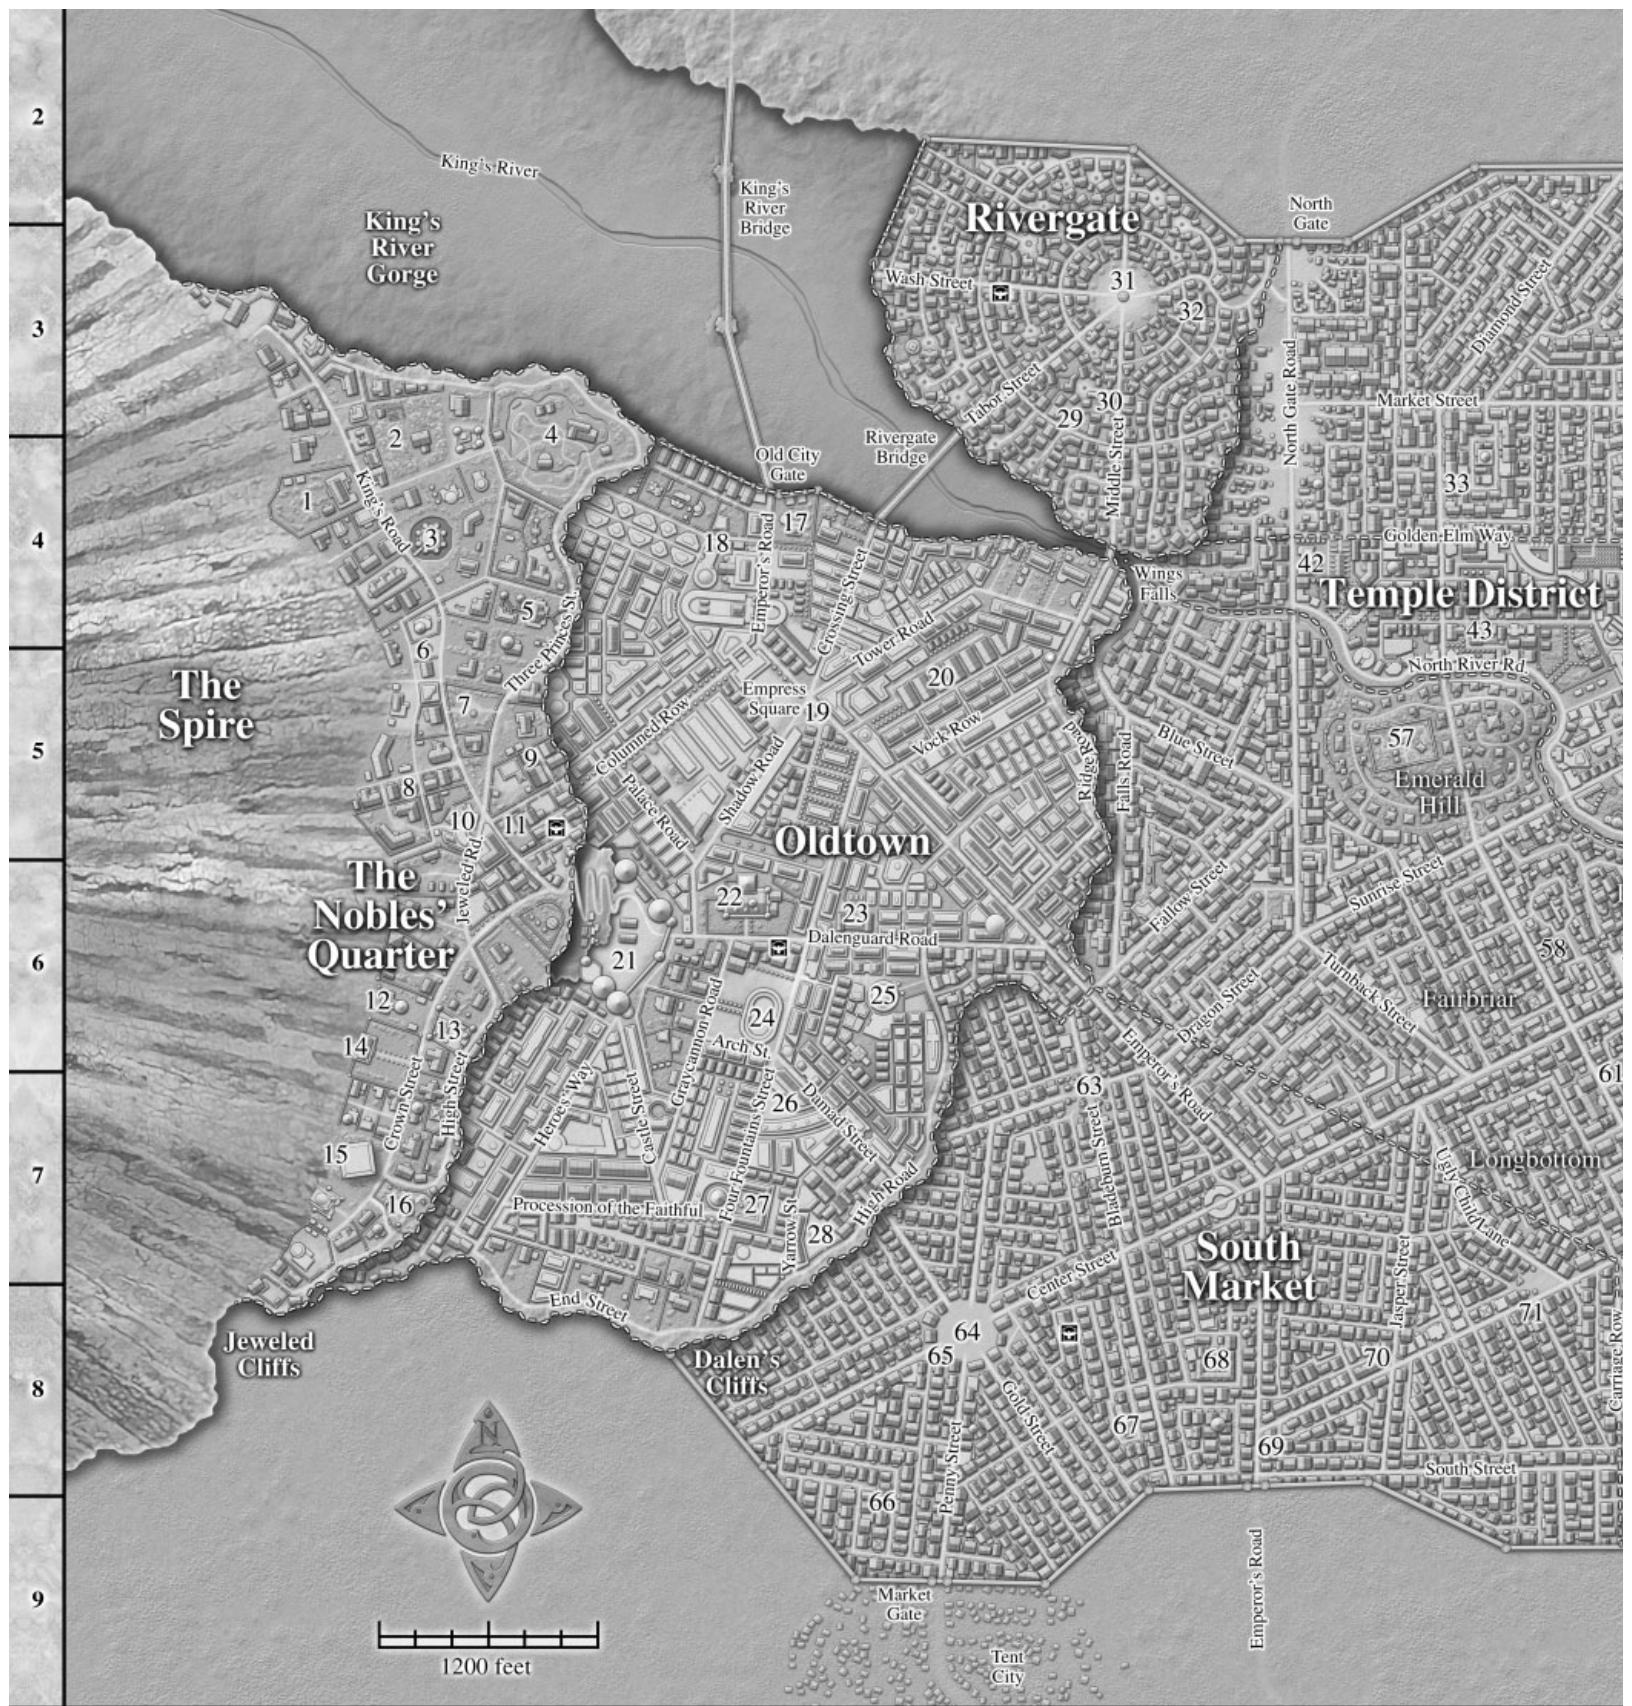 2
King's River
King's
River
Bridge
Rivergate
North
Gate
King's
River
Gorge
Wash Street
31
32
3
Diamond Street
Tabor Street
North Gate Road
Market Street
30
29
4
2
Rivergate
Bridge
Middle Street
Old City
Gate
33
1
King's Road
17
4
3
18
Emperor's Road
Golden Elm Way
Crossing Street
42
Wings
Falls
Temple District
5
Three Princes St.
Tower Road
43
6
North River Rd.
The
Spire
20
7
Empress
Square
19
Columned Row
Vock Row
Ridge Road
Blue Street
57
5
9
Shadow Road
Falls Road
Emerald
Hill
8
Palace Road
10
11
Oldtown
Jeweled Rd.
The
Nobles'
Quarter
22
23
Fallow Street
Sunrise Street
Dalenguard Road
58
6
21
Turnback Street
12
25
Dragon Street
Fairbriar
13
24
Graycannon Road
14
Arch St.
Emperor's Road
61
63
Crown Street
High Street
Heroes' Way
Castle Street
26
Damad Street
Four Fountain Street
Bladeburn Street
15
7
Ugly Child Lane
Longbottom
16
Procession of the Faithful
27
High Road
Yarrow St.
28
South
Market
Center Street
Jasper Street
End Street
71
64
Jeweled
Cliffs
65
Dalen's
Cliffs
68
70
Carriage Row
8
Gold Street
67
69
Penny Street
South Street
N
66
Emperor's Road
9
Market
Gate
1200 feet
Tent
City